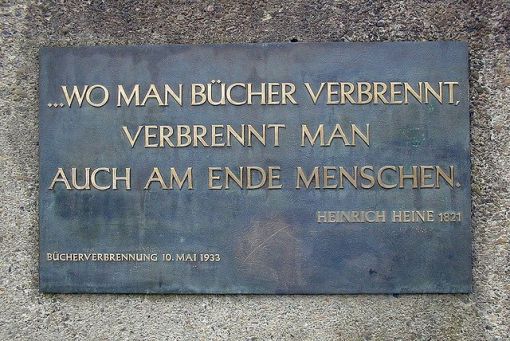 ...WO MAN BÜCHER VERBRENNT,
VERBRENNT MAN
AUCH AM ENDE MENSCHEN.
HEINRICH HEINE 1821
BÜCHERVERBRENNUNG 10. MAI 1933